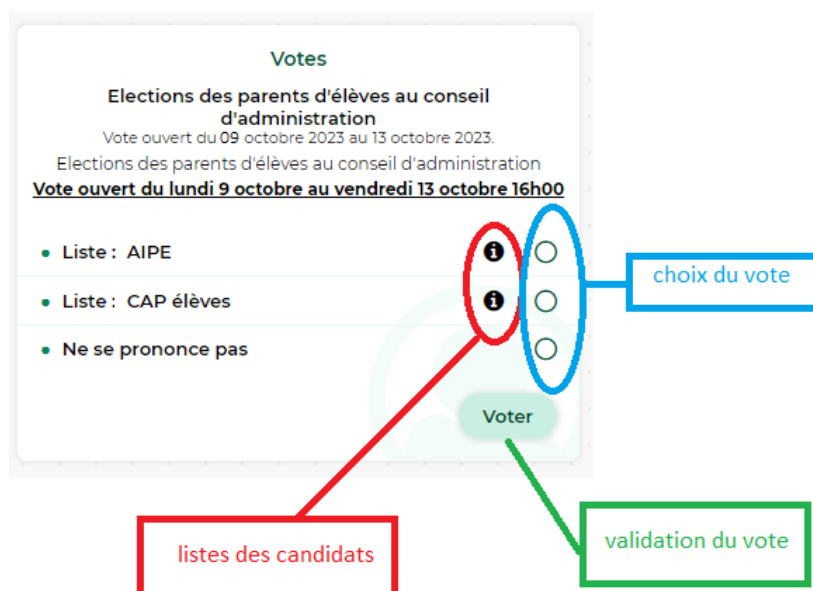 Votes
Elections des parents d'élèves au conseil
d'administration
Vote ouvert du 09 octobre 2023 au 13 octobre 2023.
Elections des parents d'élèves au conseil d'administration
Vote ouvert du lundi 9 octobre au vendredi 13 octobre 16h00
Liste : AIPE
Liste : CAP élèves
Ne se prononce pas
Voter
choix du vote
listes des candidats
validation du vote